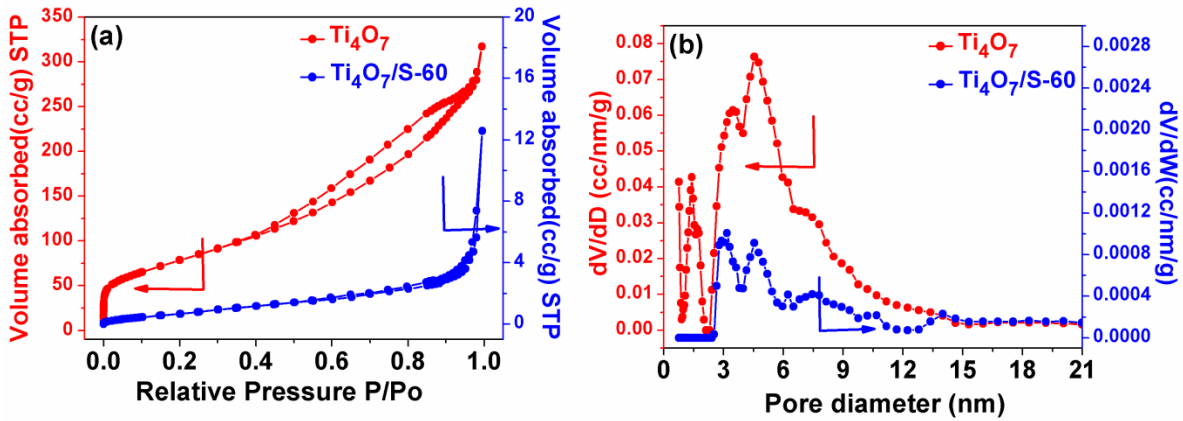 (a)
Ti4O7
Ti4O7/S-60
Volume absorbed(cc/g) STP
350
300
250
200
150
100
50
0
0.0 0.2 0.4 0.6 0.8 1.0
Relative Pressure P/Po
20
16
12
8
4
0
Volume absorbed(cc/g) STP
(b)
Ti4O7
Ti4O7/S-60
dV/dD (cc/nm/g)
0.08
0.07
0.06
0.05
0.04
0.03
0.02
0.01
0.00
0 3 6 9 12 15 18 21
Pore diameter (nm)
0.0028
0.0024
0.0020
0.0016
0.0012
0.0008
0.0004
0.0000
dV/dW(cc/nm/g)